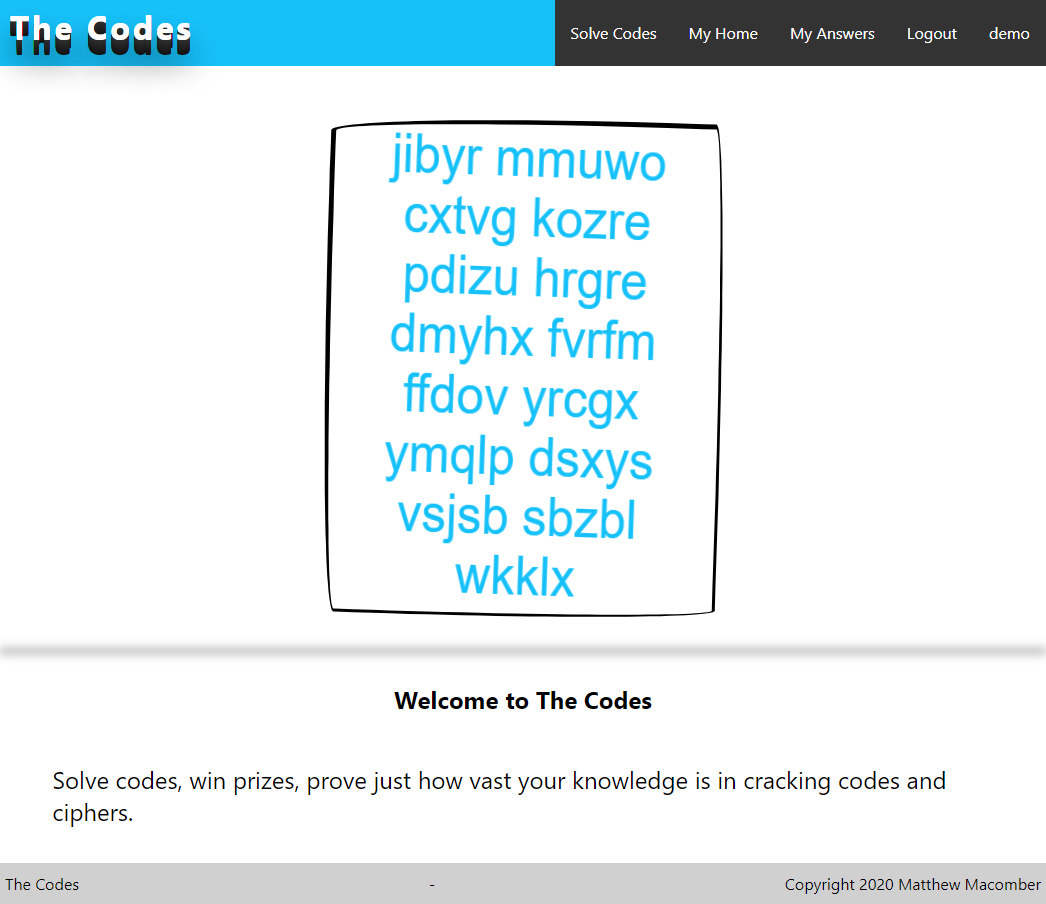 The Codes
Solve Codes
My Home
My Answers
Logout
demo
jibyr mmuwo
cxtvg kozre
pdizu hrgre
dmyhx fvrfm
ffdov yrcgx
ymqlp dsxys
vsjsb sbzbl
wkklx
Welcome to The Codes
Solve codes, win prizes, prove just how vast your knowledge is in cracking codes and
ciphers.
The Codes
-
Copyright 2020 Matthew Macomber